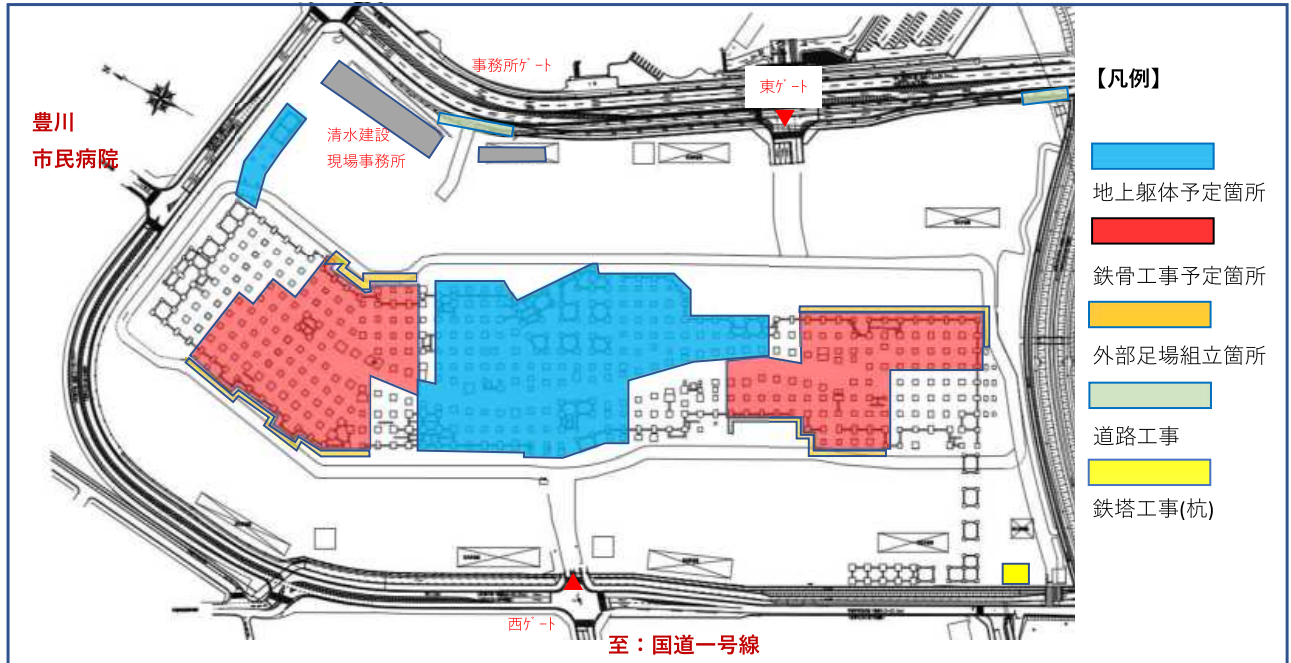 N
事務所ｹﾞｰﾄ
東ｹﾞｰﾄ
【凡例】
豊川
市民病院
清水建設
現場事務所
地上躯体予定箇所
鉄骨工事予定箇所
外部足場組立箇所
道路工事
鉄塔工事(杭)
西ｹﾞｰﾄ
至：国道一号線